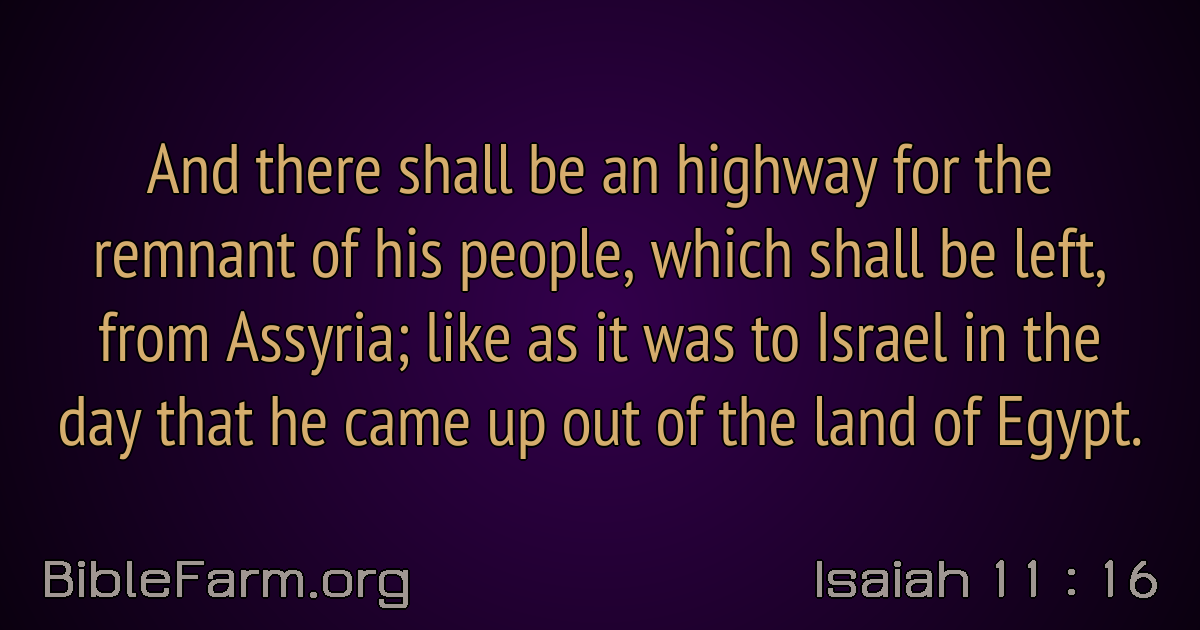 And there shall be an highway for the
remnant of his people, which shall be left,
from Assyria; like as it was to Israel in the
day that he came up out of the land of Egypt.
BibleFarm.org
Isaiah 11 : 16